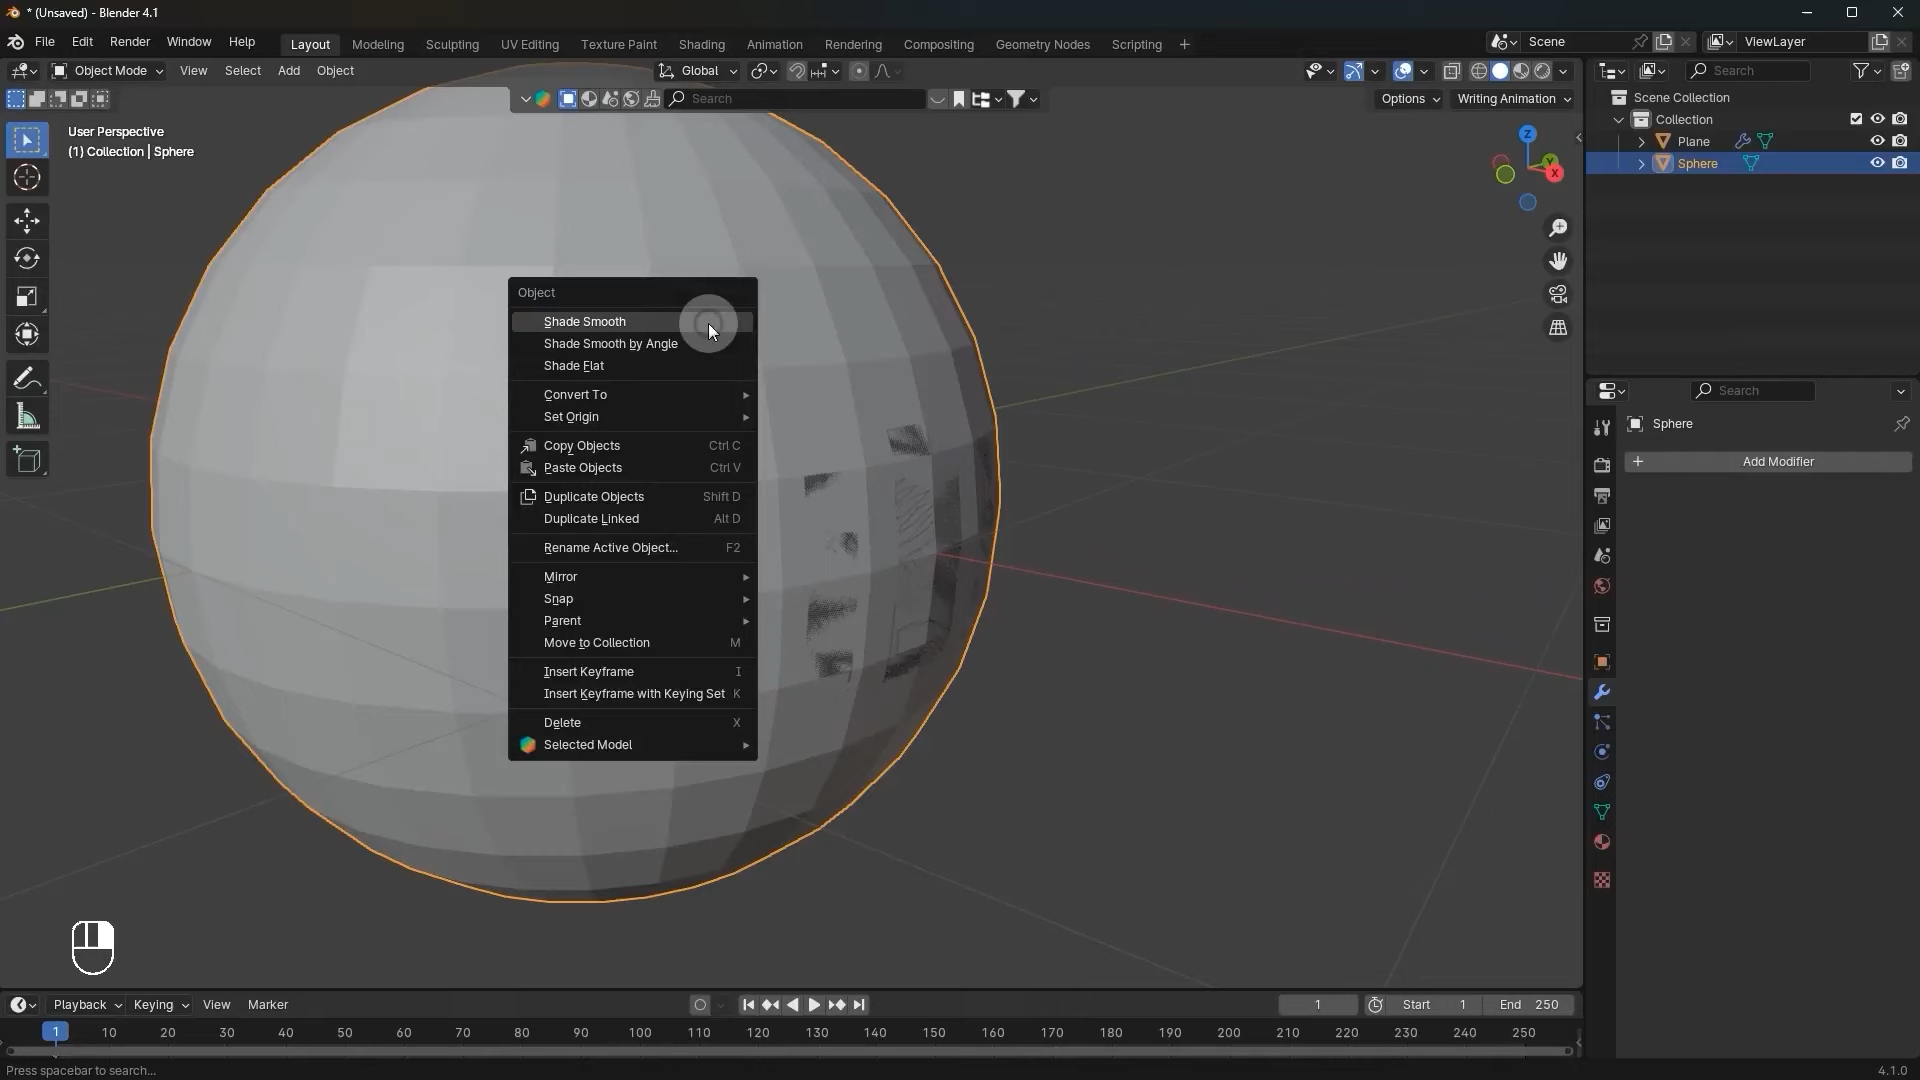 * (Unsaved) - Blender 4.1
File Edit Render Window Help Layout Modeling Sculpting UV Editing Texture Paint Shading Animation Rendering Compositing Geometry Nodes Scripting + Scene ViewLayer
Object Mode View Select Add Object Global Search
Search Options Writing Animation
Scene Collection
Collection
Plane
Sphere
User Perspective
(1) Collection | Sphere
Z
Y
X
Object
Shade Smooth
Shade Smooth by Angle
Shade Flat
Convert To
Set Origin
Copy Objects Ctrl C
Paste Objects Ctrl V
Duplicate Objects Shift D
Duplicate Linked Alt D
Rename Active Object... F2
Mirror
Snap
Parent
Move to Collection M
Insert Keyframe I
Insert Keyframe with Keying Set K
Delete X
Selected Model
Search
Sphere
+ Add Modifier
Playback Keying View Marker 1 Start 1 End 250
1 10 20 30 40 50 60 70 80 90 100 110 120 130 140 150 160 170 180 190 200 210 220 230 240 250
Press spacebar to search... 4.1.0